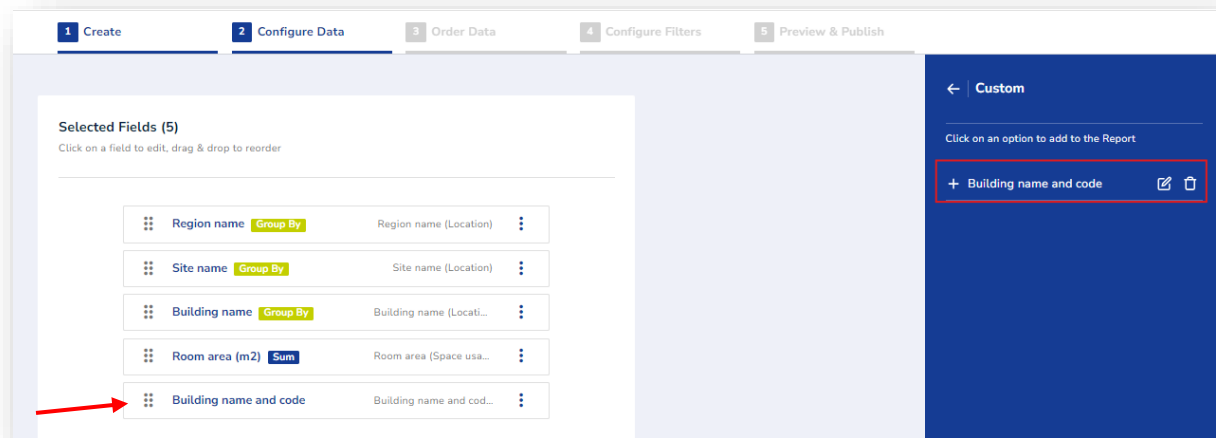 1 Create
2 Configure Data
3 Order Data
4 Configure Filters
5 Preview & Publish
Selected Fields (5)
Click on a field to edit, drag & drop to reorder
Region name Group By Region name (Location)
Site name Group By Site name (Location)
Building name Group By Building name (Locati...
Room area (m2) Sum Room area (Space usa...
Building name and code Building name and cod...
Custom
Click on an option to add to the Report
Building name and code